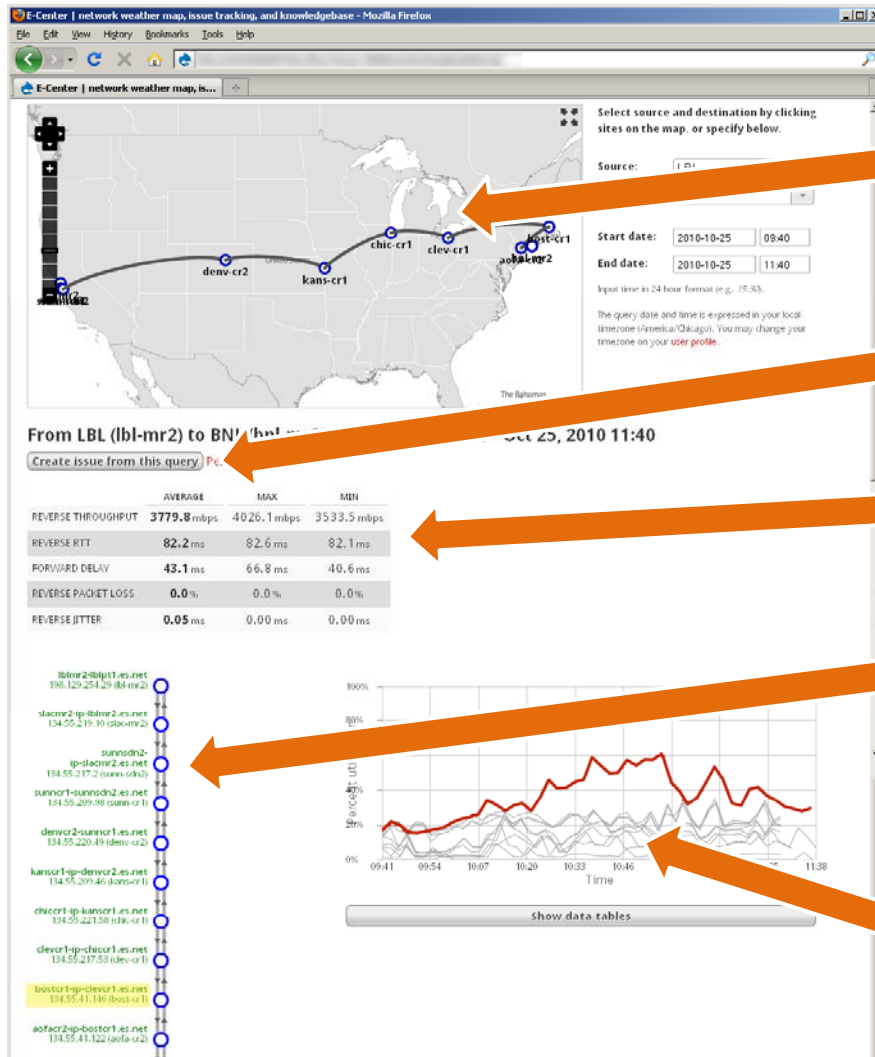 E-Center | network weather map, issue tracking, and knowledgebase - Mozilla Firefox
File Edit View History Bookmarks Tools Help
E-Center | network weather map, is...
Select source and destination by clicking
sites on the map. or specify below.
Source: LBL
Start date: 2010-10-25 09:40
End date: 2010-10-25 11:40
Input time in 24 hour format (e.g. 15:30).
The query date and time is expressed in your local
timezone (America/Chicago). You may change your
timezone on your user profile.
denv-cr2
kans-cr1
chic-cr1
clev-cr1
bost-cr1
The Bahamas
From LBL (lbl-mr2) to BNL Oct 25, 2010 11:40
Create issue from this query
AVERAGE MAX MIN
REVERSE THROUGHPUT 3779.8 mbps 4026.1 mbps 3533.5 mbps
REVERSE RTT 82.2 ms 82.6 ms 82.1 ms
FORWARD DELAY 43.1 ms 66.8 ms 40.6 ms
REVERSE PACKET LOSS 0.0 % 0.0 % 0.0 %
REVERSE JITTER 0.05 ms 0.00 ms 0.00 ms
lblmr2-lblpt1.es.net
198.129.254.29 (lbl-mr2)
slacmr2-ip-lblmr2.es.net
134.55.219.10 (slac-mr2)
sunnsdn2-
ip-slacmr2.es.net
134.55.217.2 (sunn-sdn2)
sunncr1-sunnsdn2.es.net
134.55.209.98 (sunn-cr1)
denvcr2-sunncr1.es.net
134.55.220.49 (denv-cr2)
kanscr1-ip-denvcr2.es.net
134.55.209.46 (kans-cr1)
chiccr1-ip-kanscr1.es.net
134.55.221.58 (chic-cr1)
clevcr1-ip-chiccr1.es.net
134.55.217.53 (clev-cr1)
bostcr1-ip-clevcr1.es.net
134.55.41.146 (bost-cr1)
aofacr2-ip-bostcr1.es.net
134.55.41.122 (aofa-cr2)
100%
80%
40%
20%
0%
09:41 09:54 10:07 10:20 10:33 10:46 11:38
Time
Show data tables